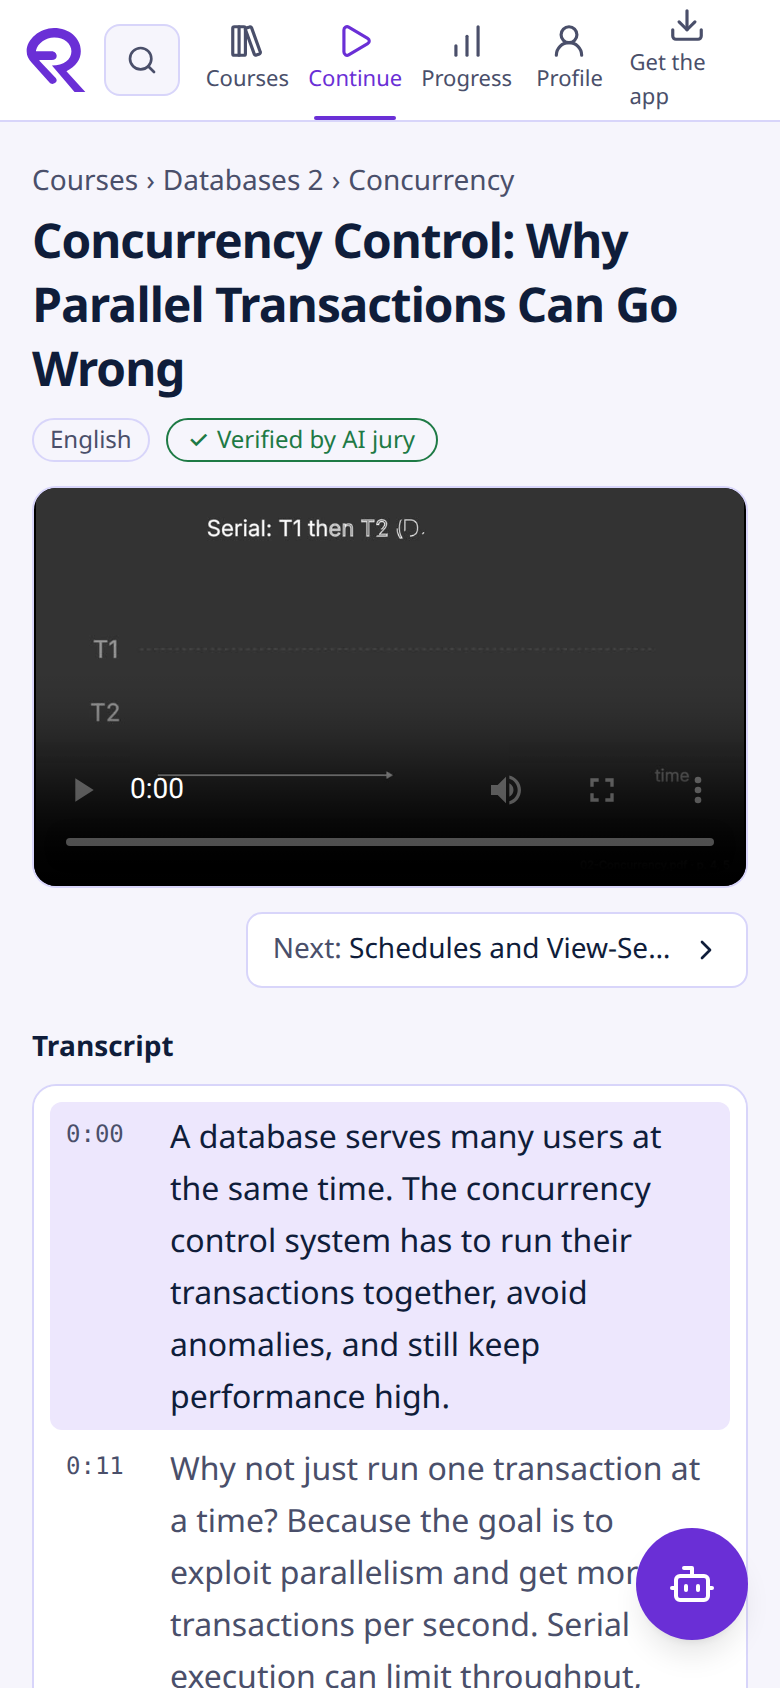 Courses
Continue
Progress
Profile
Get the
app
Courses › Databases 2 › Concurrency
Concurrency Control: Why
Parallel Transactions Can Go
Wrong
English
Verified by AI jury
Serial: T1 then T2
T1
T2
time
0:00
Next: Schedules and View-Se...
Transcript
0:00
A database serves many users at
the same time. The concurrency
control system has to run their
transactions together, avoid
anomalies, and still keep
performance high.
0:11
Why not just run one transaction at
a time? Because the goal is to
exploit parallelism and get
transactions per second. Serial
execution can limit throughput,